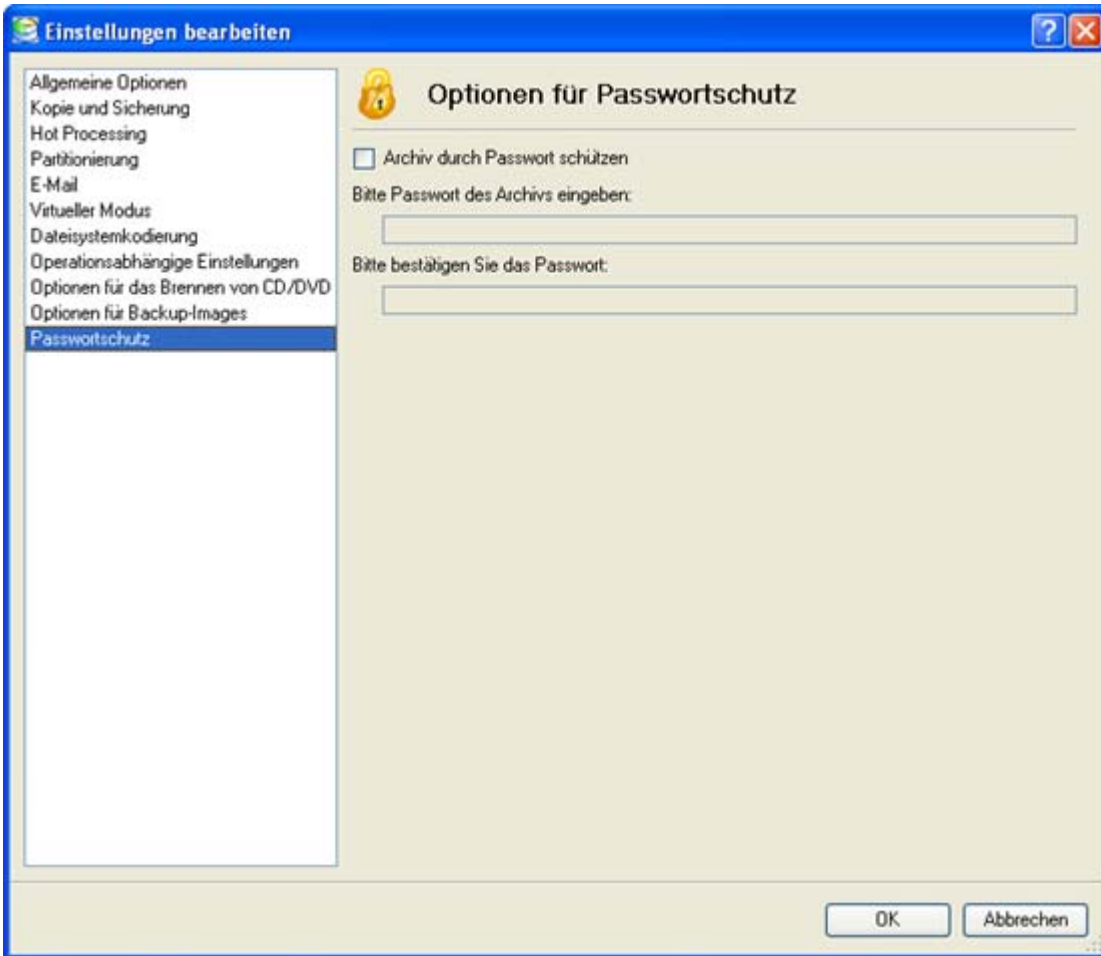 Einstellungen bearbeiten
Allgemeine Optionen
Kopie und Sicherung
Hot Processing
Partitionierung
E-Mail
Virtueller Modus
Dateisystemkodierung
Operationsabhängige Einstellungen
Optionen für das Brennen von CD/DVD
Optionen für Backup-Images
Passwortschutz
Optionen für Passwortschutz
Archiv durch Passwort schützen
Bitte Passwort des Archivs eingeben:
Bitte bestätigen Sie das Passwort:
OK
Abbrechen